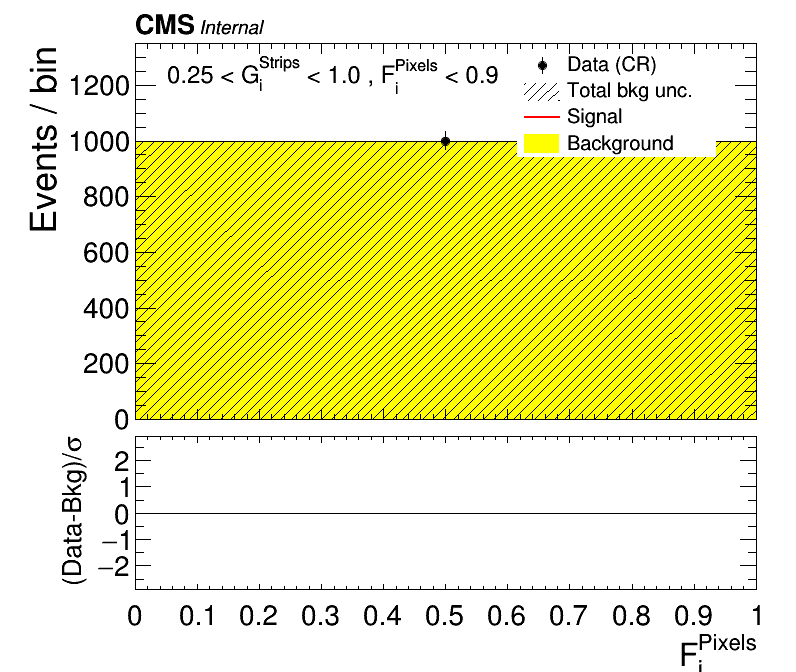 CMS Internal
0.25 < G_i^Strips < 1.0 , F_i^Pixels < 0.9
Data (CR)
Total bkg unc.
Signal
Background
Events / bin
1200
1000
800
600
400
200
0
(Data-Bkg)/σ
2
1
0
−1
−2
0 0.1 0.2 0.3 0.4 0.5 0.6 0.7 0.8 0.9 1
F_i^Pixels